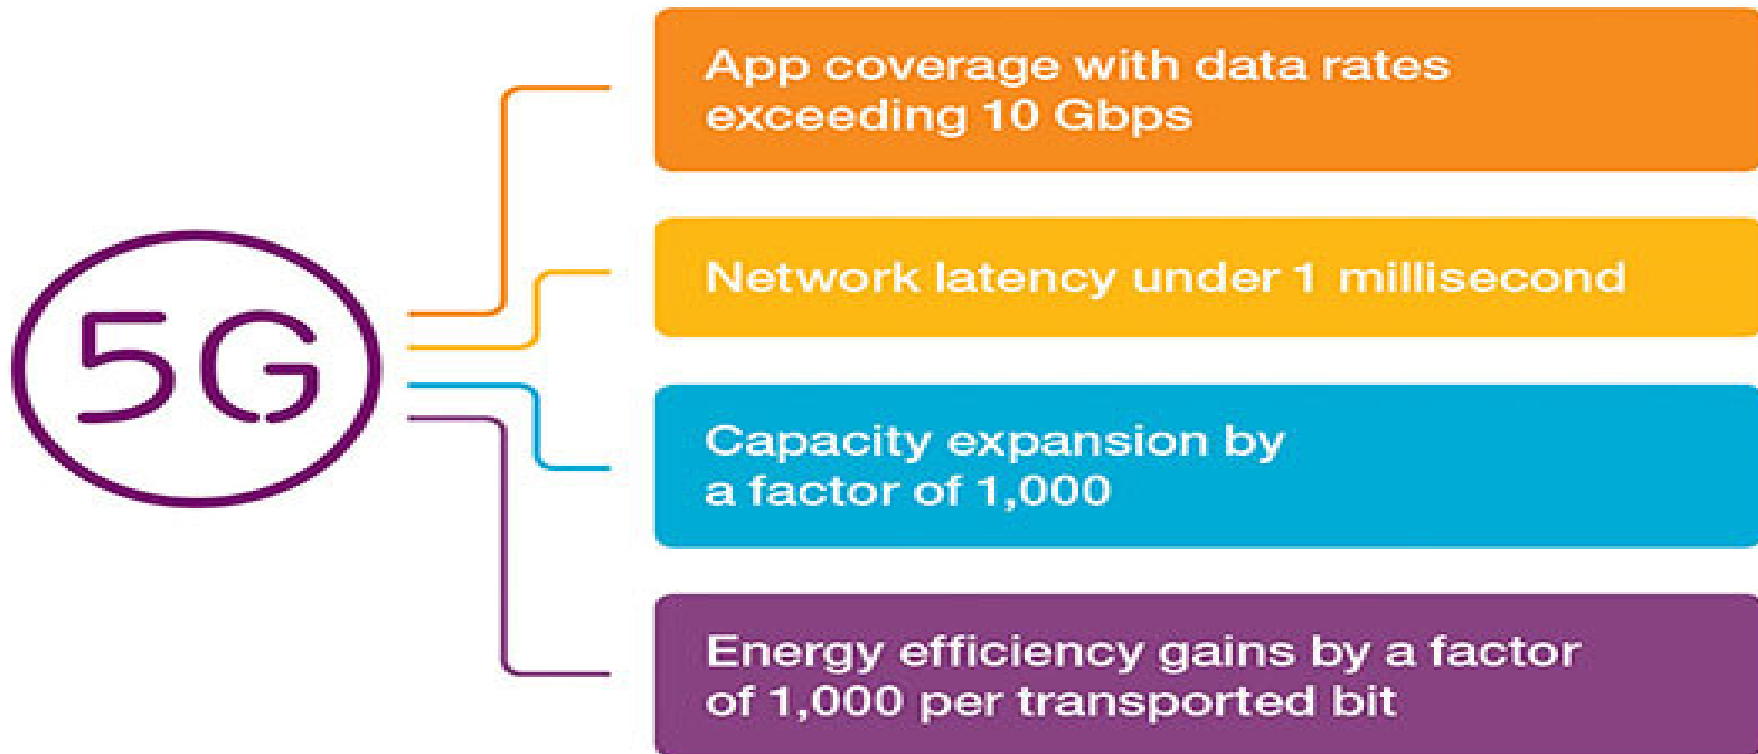 5G
App coverage with data rates
exceeding 10 Gbps
Network latency under 1 millisecond
Capacity expansion by
a factor of 1,000
Energy efficiency gains by a factor
of 1,000 per transported bit